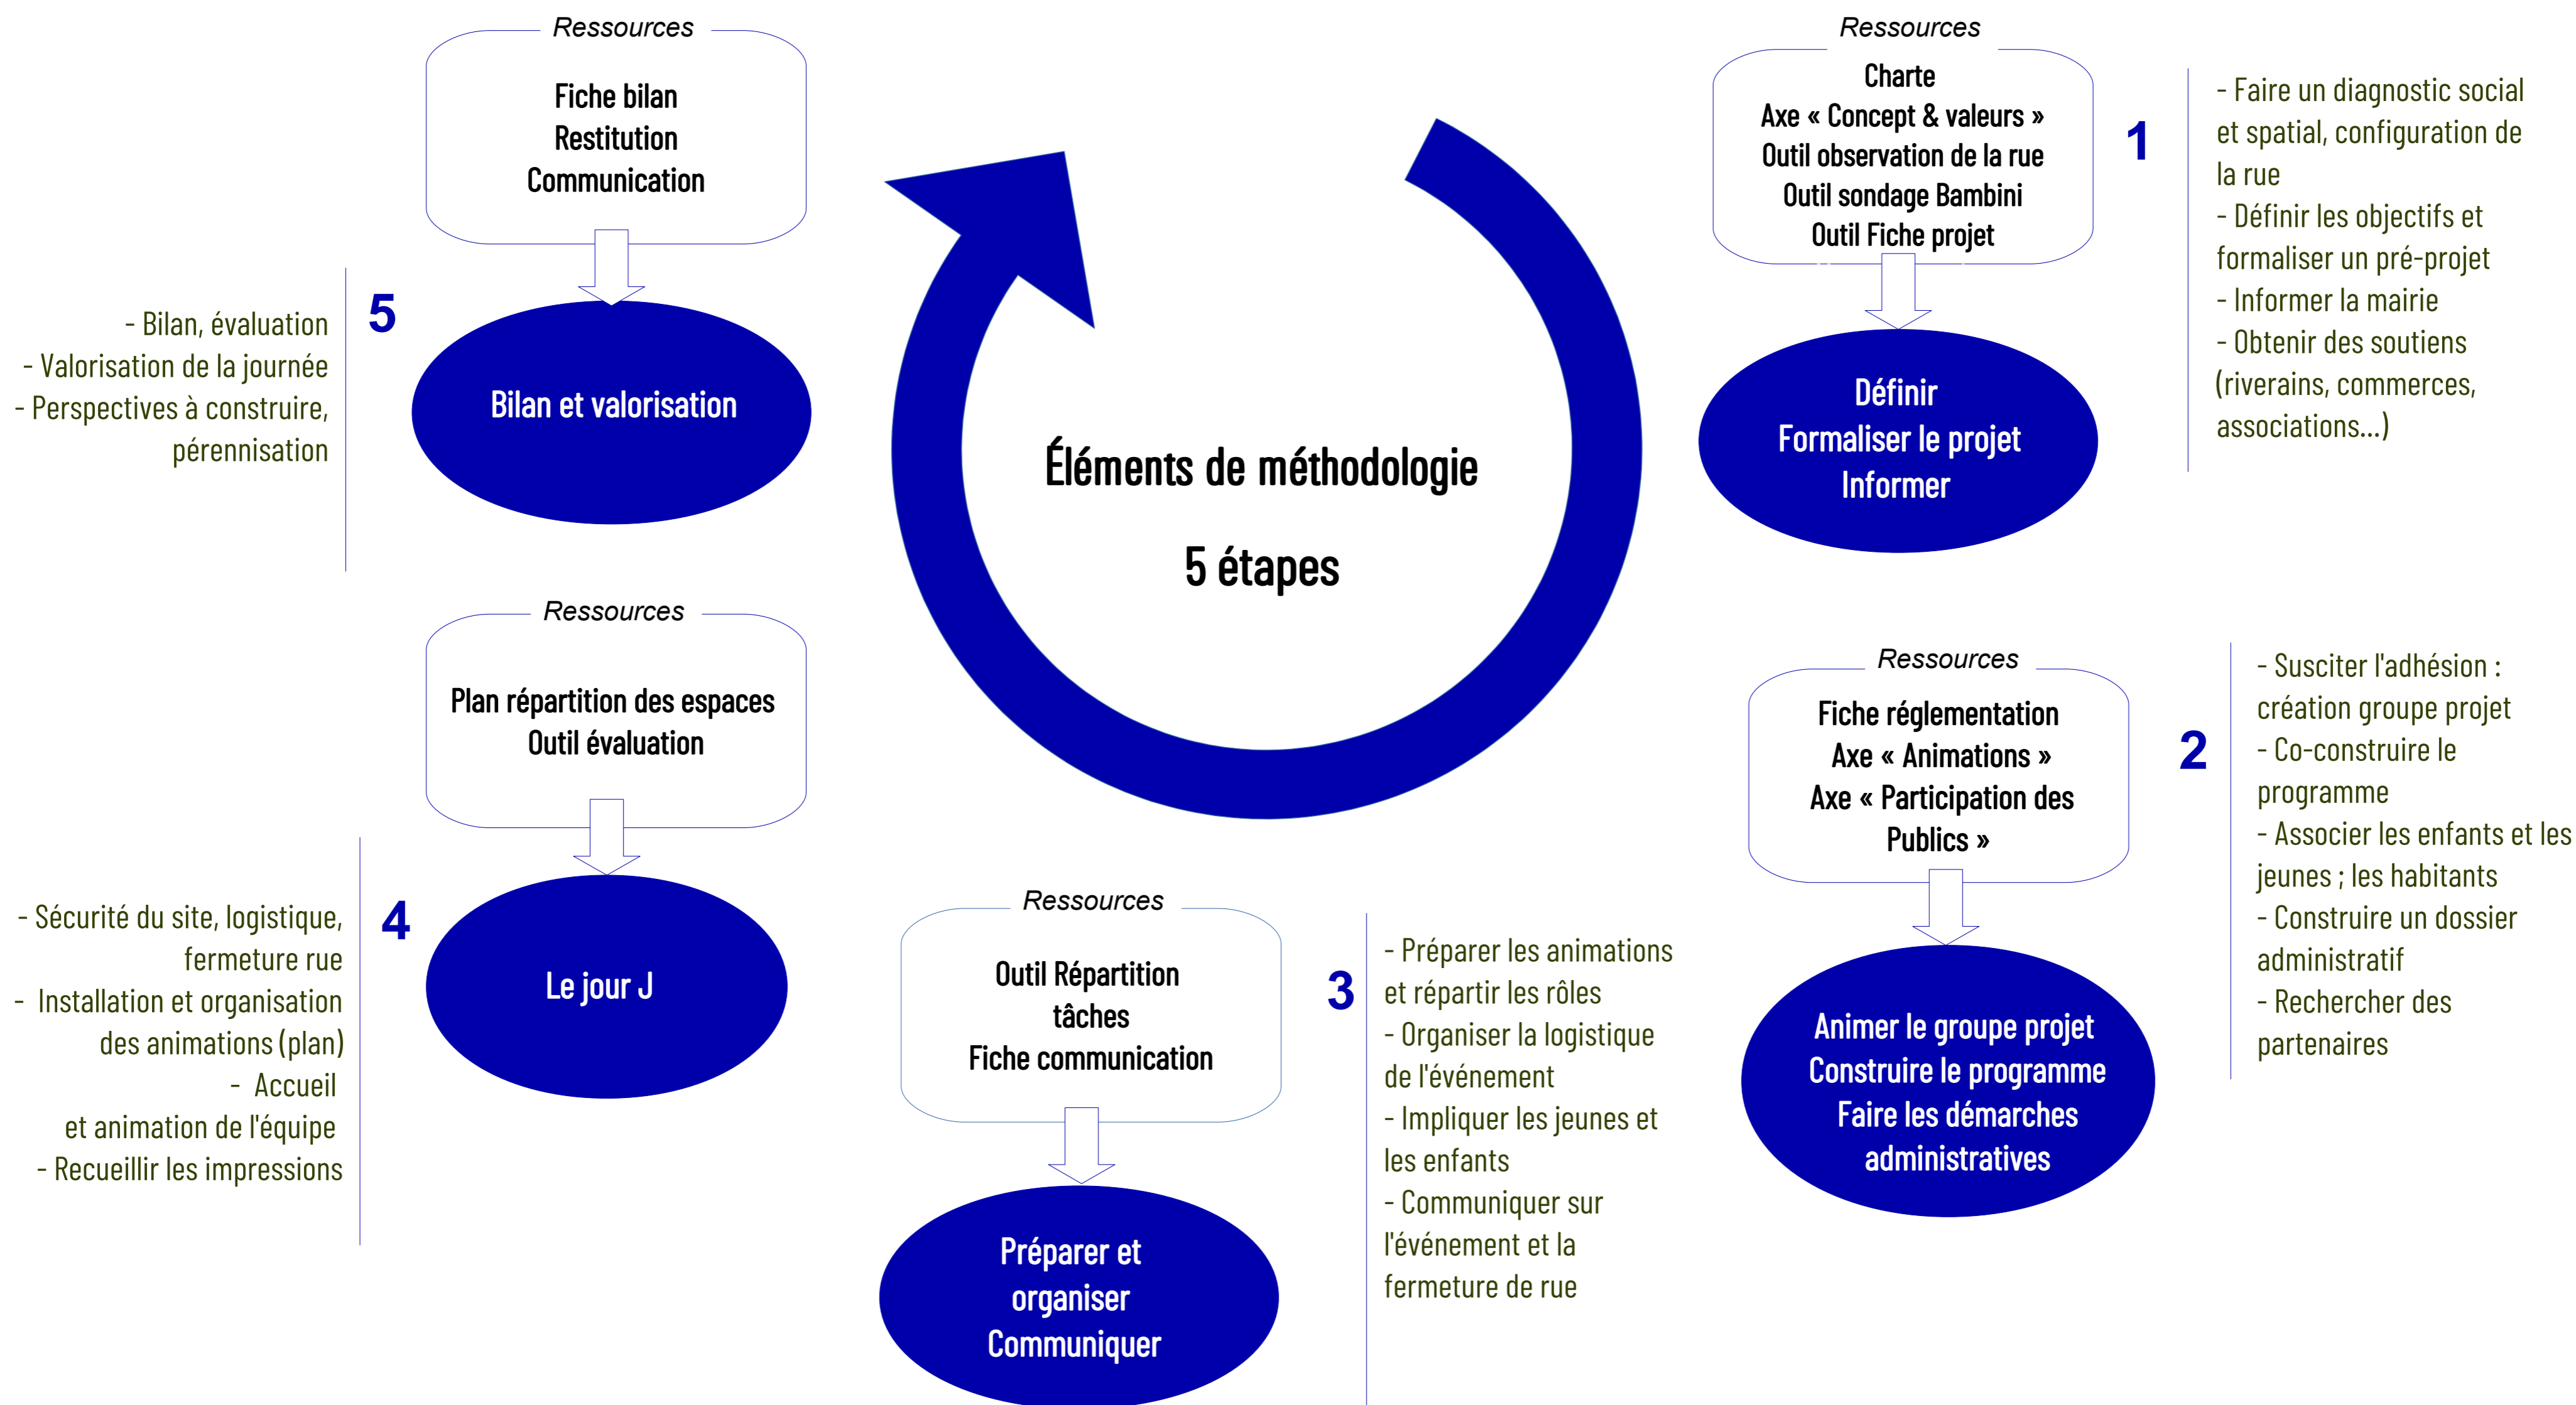 Éléments de méthodologie
5 étapes
Ressources
Charte
Axe « Concept & valeurs »
Outil observation de la rue
Outil sondage Bambini
Outil Fiche projet
Définir
Formaliser le projet
Informer
1
- Faire un diagnostic social
et spatial, configuration de
la rue
- Définir les objectifs et
formaliser un pré-projet
- Informer la mairie
- Obtenir des soutiens
(riverains, commerces,
associations...)
Ressources
Fiche réglementation
Axe « Animations »
Axe « Participation des
Publics »
Animer le groupe projet
Construire le programme
Faire les démarches
administratives
2
- Susciter l'adhésion :
création groupe projet
- Co-construire le
programme
- Associer les enfants et les
jeunes ; les habitants
- Construire un dossier
administratif
- Rechercher des
partenaires
Ressources
Outil Répartition
tâches
Fiche communication
Préparer et
organiser
Communiquer
3
- Préparer les animations
et répartir les rôles
- Organiser la logistique
de l'événement
- Impliquer les jeunes et
les enfants
- Communiquer sur
l'événement et la
fermeture de rue
Ressources
Plan répartition des espaces
Outil évaluation
Le jour J
4
- Sécurité du site, logistique,
fermeture rue
- Installation et organisation
des animations (plan)
- Accueil
et animation de l'équipe
- Recueillir les impressions
Ressources
Fiche bilan
Restitution
Communication
Bilan et valorisation
5
- Bilan, évaluation
- Valorisation de la journée
- Perspectives à construire,
pérennisation